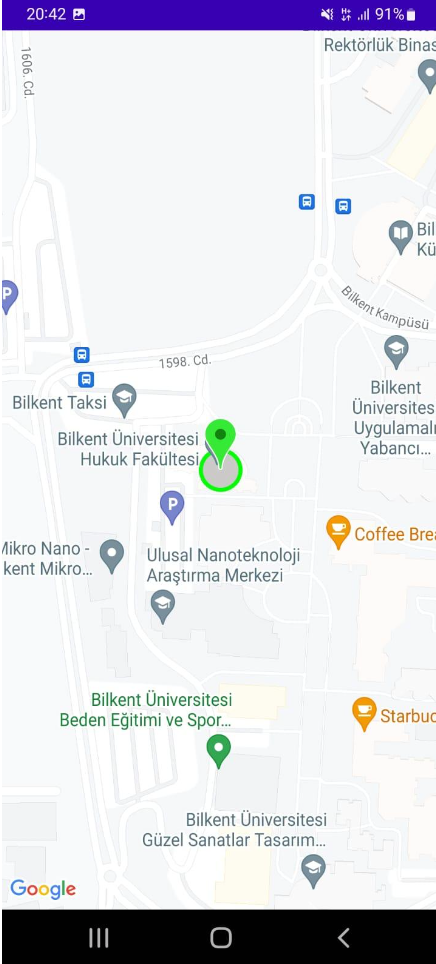 20:42
91%
Rektörlük Binas
1606. Cd.
Bil
Kü
P
Bilkent Kampüsü
1598. Cd.
Bilkent Taksi
Bilkent
Üniversites
Uygulamalı
Yabancı...
Bilkent Üniversitesi
Hukuk Fakültesi
P
Coffee Brea
Mikro Nano -
kent Mikro...
Ulusal Nanoteknoloji
Araştırma Merkezi
Bilkent Üniversitesi
Beden Eğitimi ve Spor...
Starbuc
Bilkent Üniversitesi
Güzel Sanatlar Tasarım...
Google